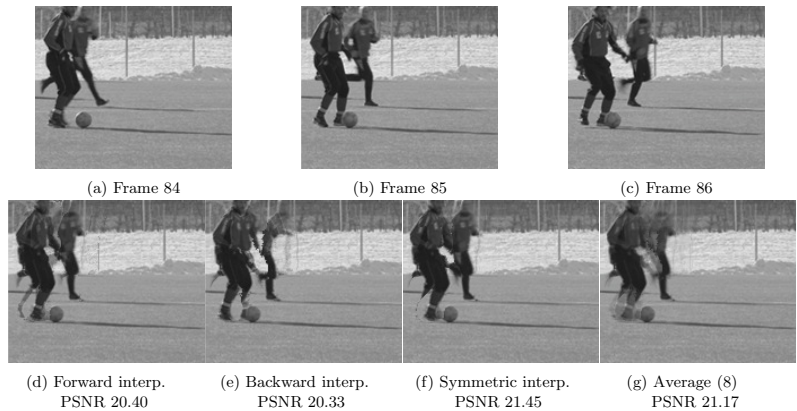 (a) Frame 84
(b) Frame 85
(c) Frame 86
(d) Forward interp.
PSNR 20.40
(e) Backward interp.
PSNR 20.33
(f) Symmetric interp.
PSNR 21.45
(g) Average (8)
PSNR 21.17